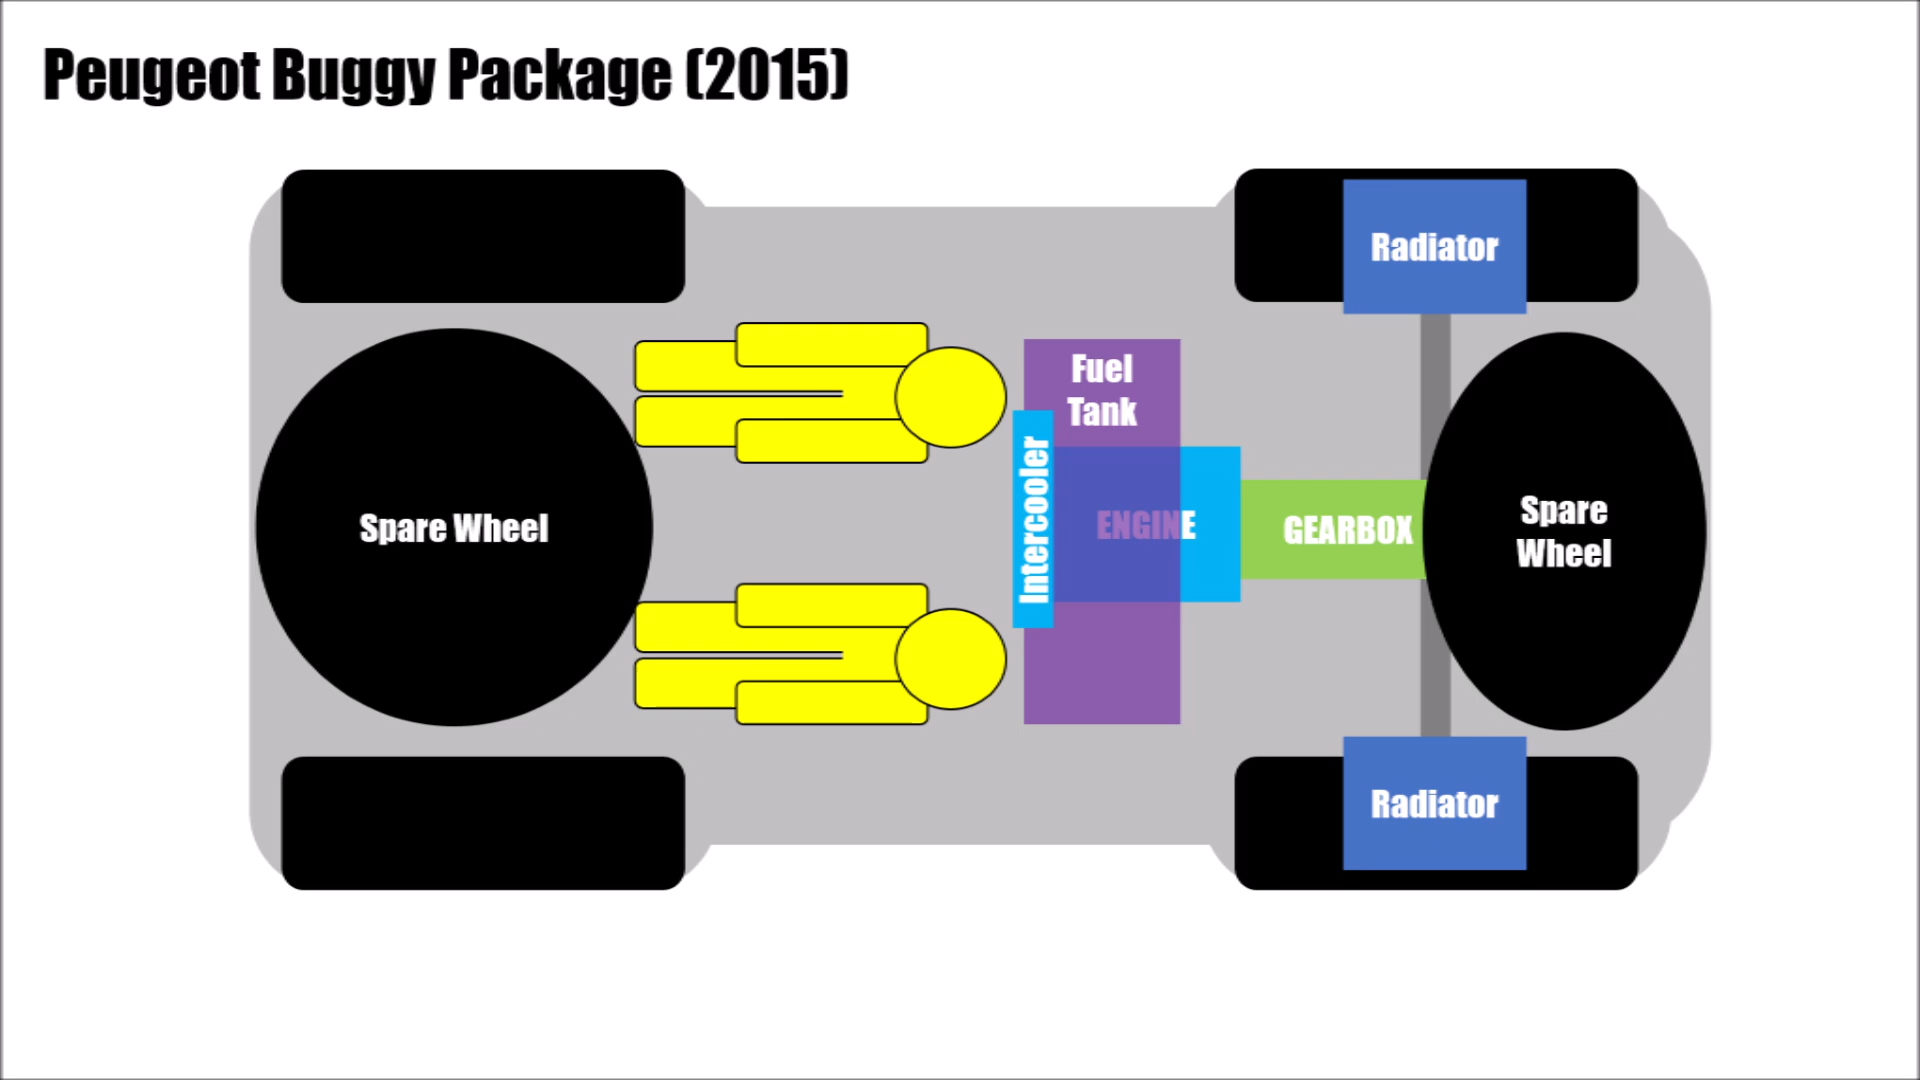 Peugeot Buggy Package (2015)
Radiator
Fuel
Tank
Intercooler
Spare Wheel
ENGINE
GEARBOX
Spare
Wheel
Radiator